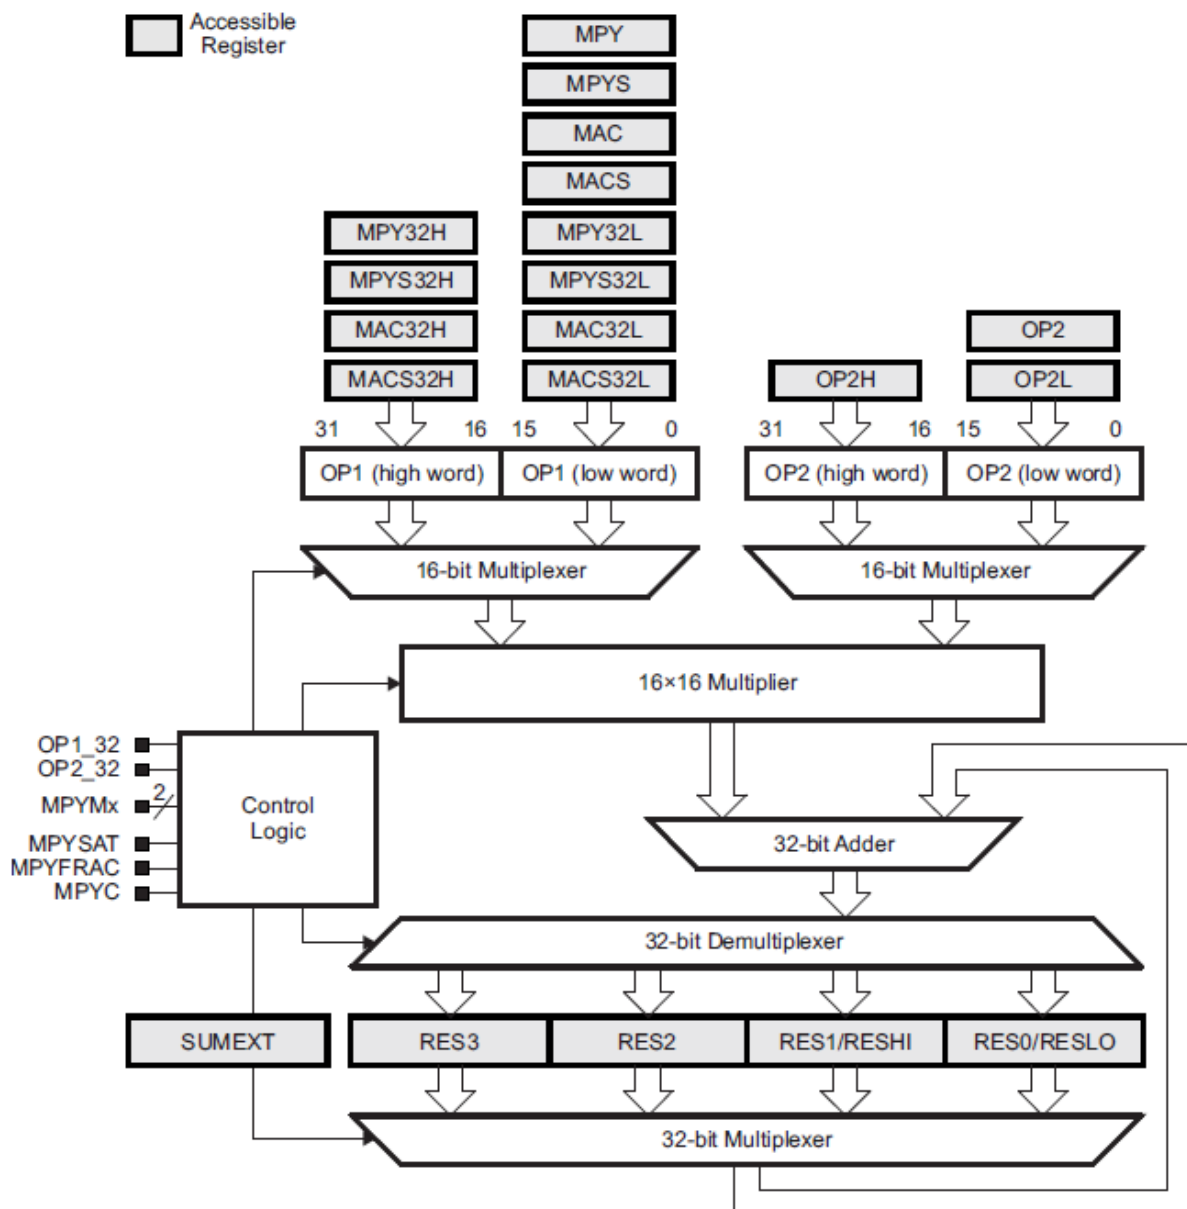 Accessible
Register
MPY
MPYS
MAC
MACS
MPY32H
MPY32L
MPYS32H
MPYS32L
MAC32H
MAC32L
OP2
MACS32H
MACS32L
OP2H
OP2L
31 16 15 0 31 16 15 0
OP1 (high word) OP1 (low word) OP2 (high word) OP2 (low word)
16-bit Multiplexer
16-bit Multiplexer
16×16 Multiplier
OP1_32
OP2_32
MPYMx
2
MPYSAT
MPYFRAC
MPYC
Control
Logic
32-bit Adder
32-bit Demultiplexer
SUMEXT
RES3
RES2
RES1/RESHI
RES0/RESLO
32-bit Multiplexer